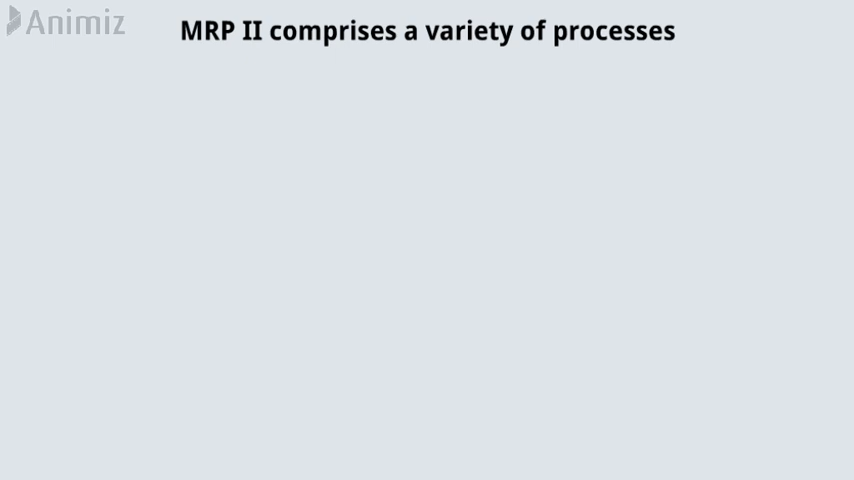 Animiz
MRP II comprises a variety of processes